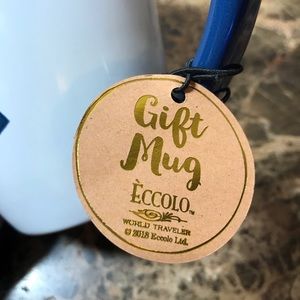 Gift
Mug
ÈCCOLO™
WORLD TRAVELER
© 2018 Eccolo Ltd.